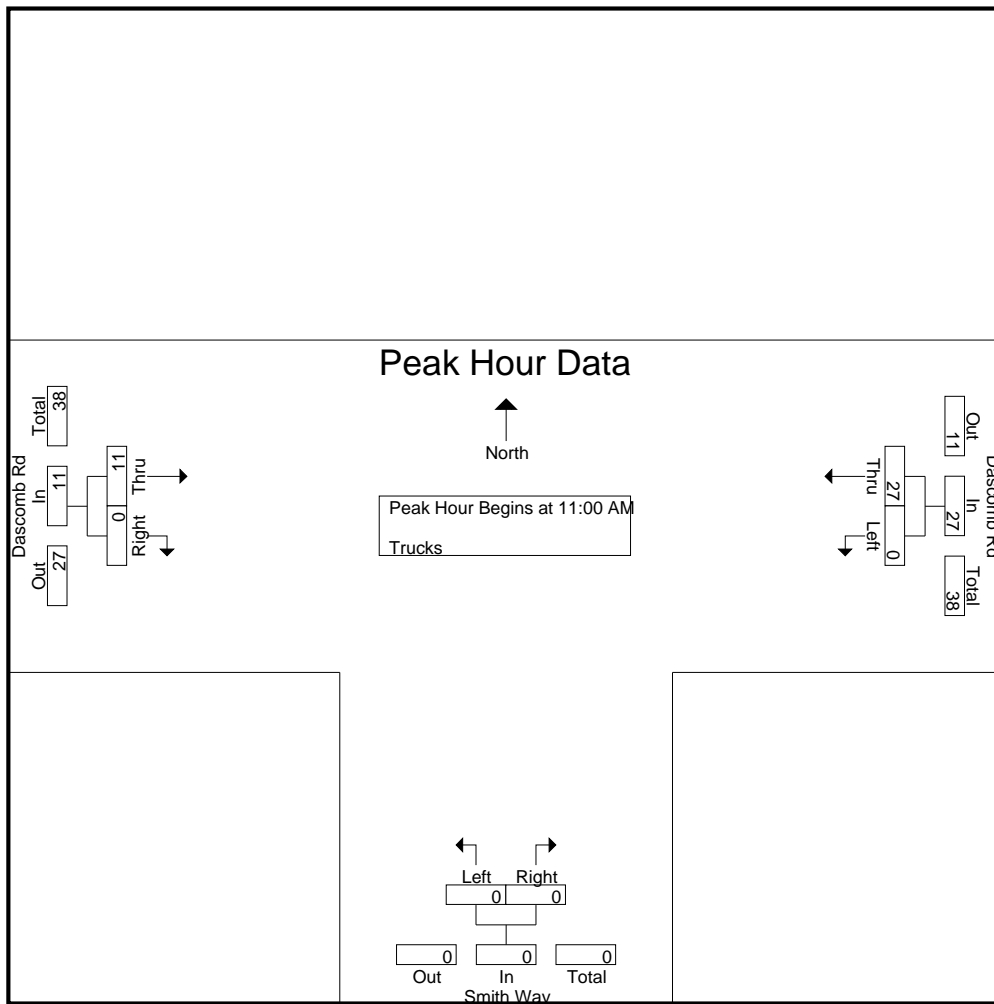 Peak Hour Data
North
Peak Hour Begins at 11:00 AM
Trucks
Dascomb Rd
Total
38
In
11
Out
27
11
Thru
0
Right
Thru
27
Left
0
Out
11
In
27
Total
38
Dascomb Rd
Left Right
0 0
0 0 0
Out In Total
Smith Way